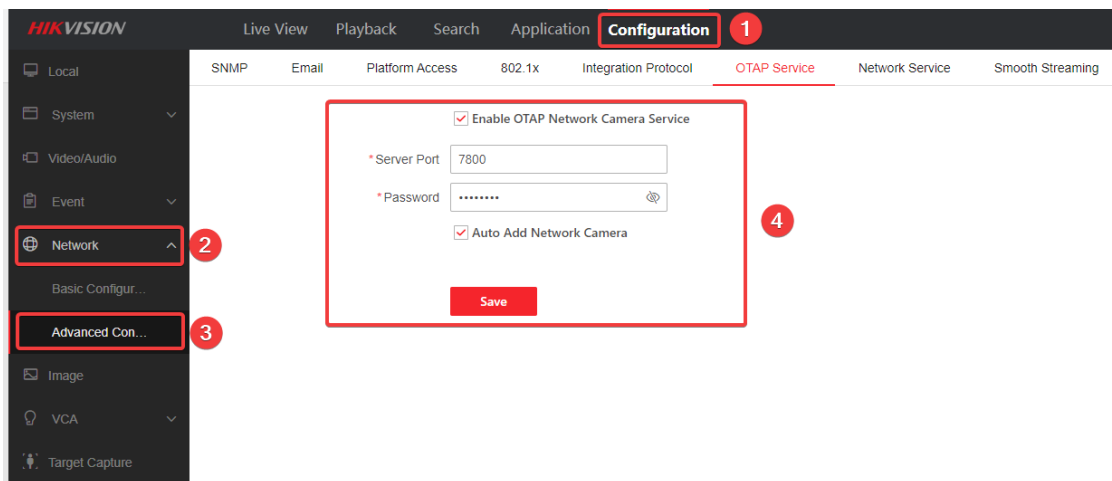 HIKVISION Live View Playback Search Application Configuration 1
Local
SNMP Email Platform Access 802.1x Integration Protocol OTAP Service Network Service Smooth Streaming
System
Enable OTAP Network Camera Service
Video/Audio
*Server Port 7800
Event
*Password ••••••••
4
Network 2
Auto Add Network Camera
Basic Configur...
Save
Advanced Con... 3
Image
VCA
Target Capture